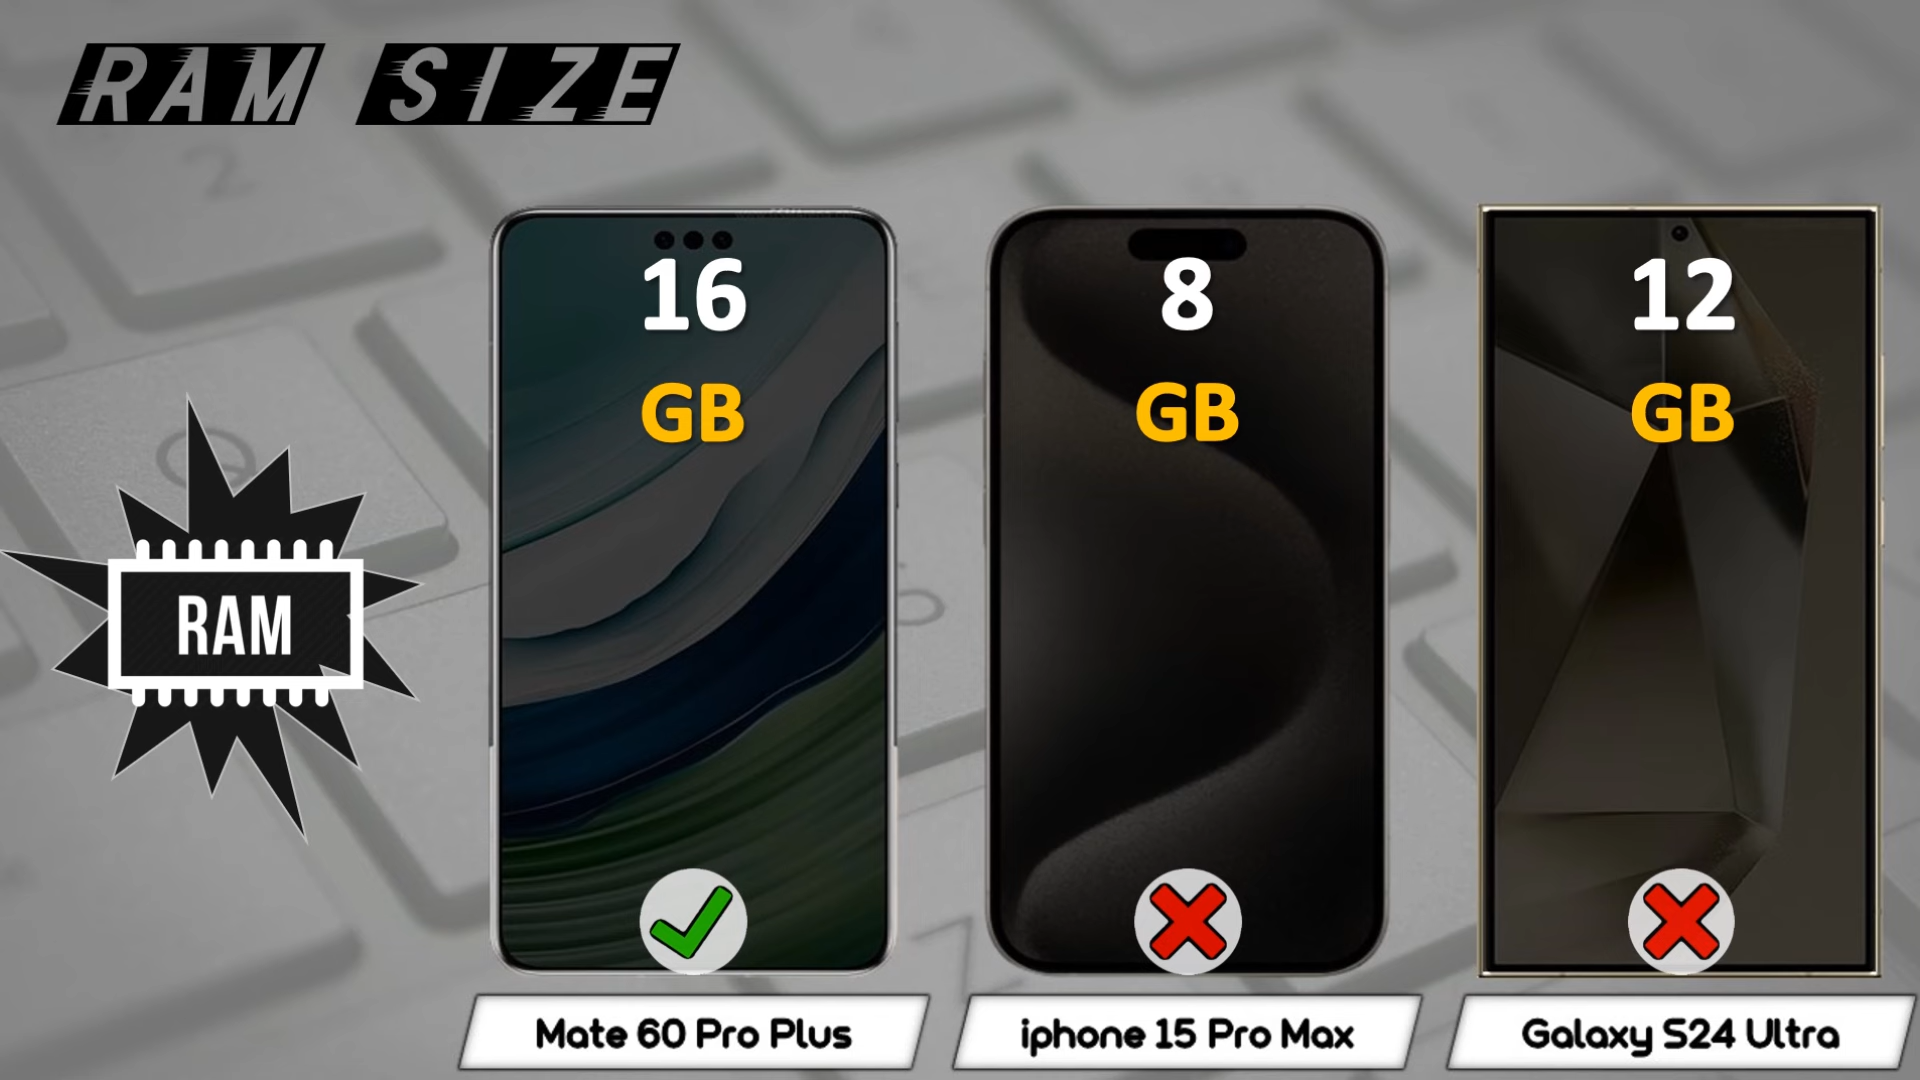 RAM SIZE
16
GB
8
GB
12
GB
RAM
Mate 60 Pro Plus
iphone 15 Pro Max
Galaxy S24 Ultra